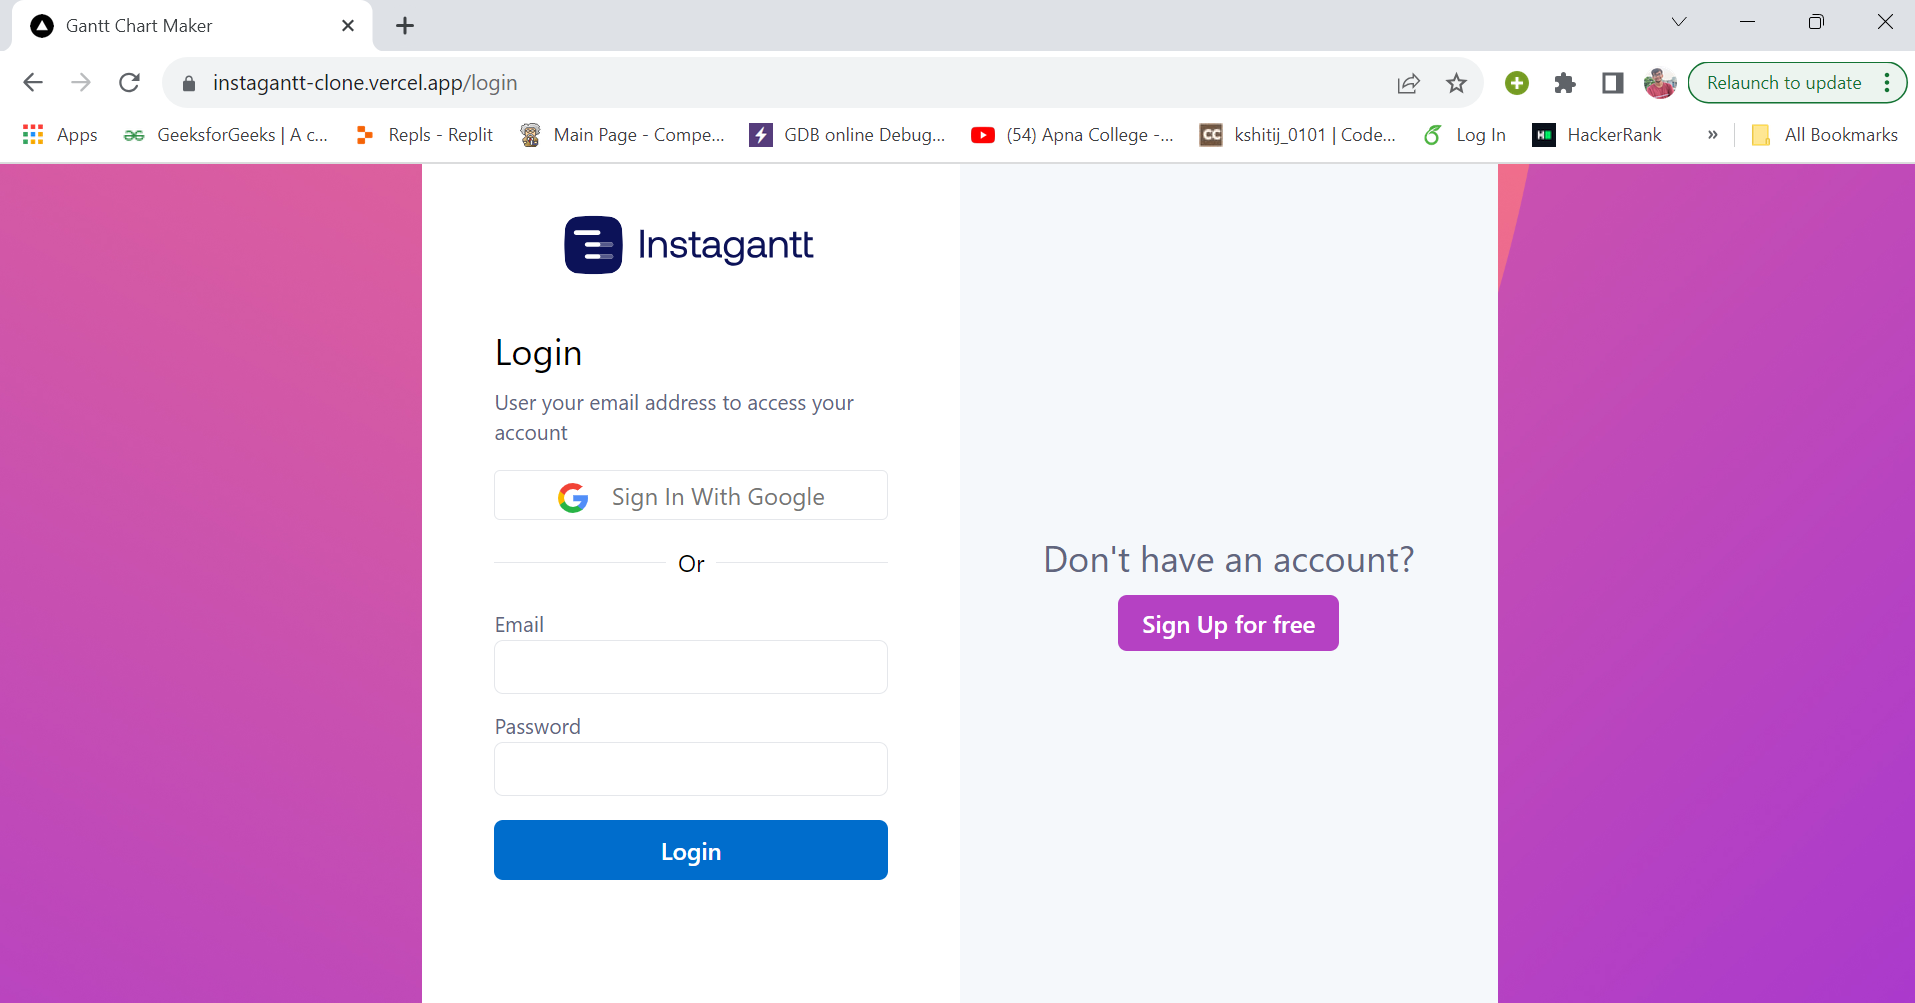 Gantt Chart Maker
instagantt-clone.vercel.app/login
Relaunch to update
Apps
GeeksforGeeks | A c...
Repls - Replit
Main Page - Compe...
GDB online Debug...
(54) Apna College -...
CC
kshitij_0101 | Code...
Log In
H
HackerRank
»
All Bookmarks
Instagantt
Login
User your email address to access your
account
Sign In With Google
Or
Email
Password
Login
Don't have an account?
Sign Up for free